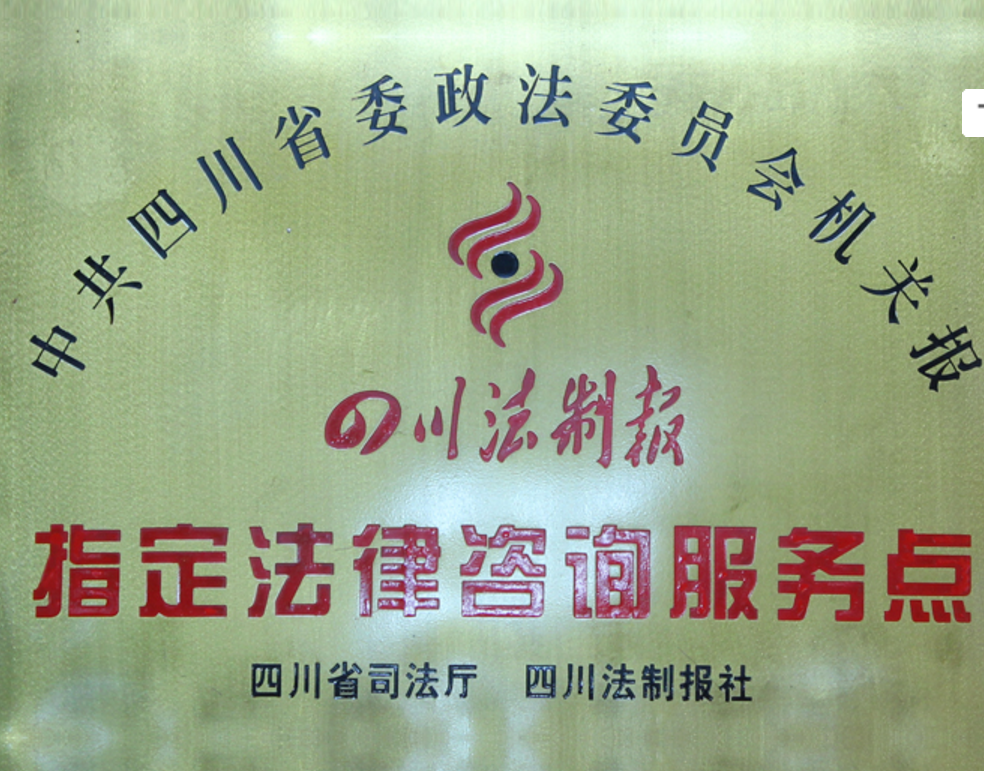 中共四川省委政法委员会机关报
四川法制报
指定法律咨询服务点
四川省司法厅 四川法制报社